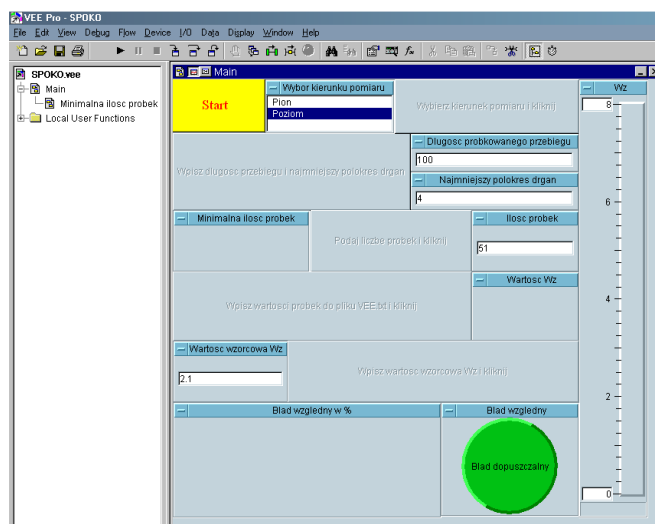 VEE Pro - SPOKO
File Edit View Debug Flow Device I/O Data Display Window Help
SPOKO.vee
Main
Minimalna ilosc probek
Local User Functions
Main
Start
Wybor kierunku pomiaru
Pion
Poziom
Wybierz kierunek pomiaru i kliknij
Wz
8
6
4
2
0
Dlugosc probkowanego przebiegu
100
Wpisz dlugosc przebiegu i najmniejszy polokres drgan
Najmniejszy polokres drgan
4
Minimalna ilosc probek
Podaj liczbe probek i kliknij
Ilosc probek
51
Wpisz wartosci probek do pliku VEE.txt i kliknij
Wartosc Wz
Wartosc wzorcowa Wz
2.1
Wpisz wartosc wzorcowa Wz i kliknij
Blad wzgledny w %
Blad wzgledny
Blad dopuszczalny